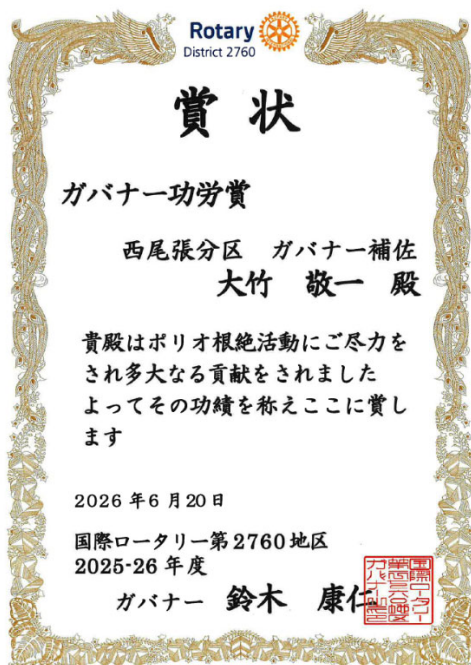 Rotary
District 2760
賞状
ガバナー功労賞
西尾張分区 ガバナー補佐
大竹 敬一 殿
貴殿はポリオ根絶活動にご尽力を
され多大なる貢献をされました
よってその功績を称えここに賞し
ます
2026年6月20日
国際ロータリー第2760地区
2025-26年度
ガバナー 鈴木 康仁